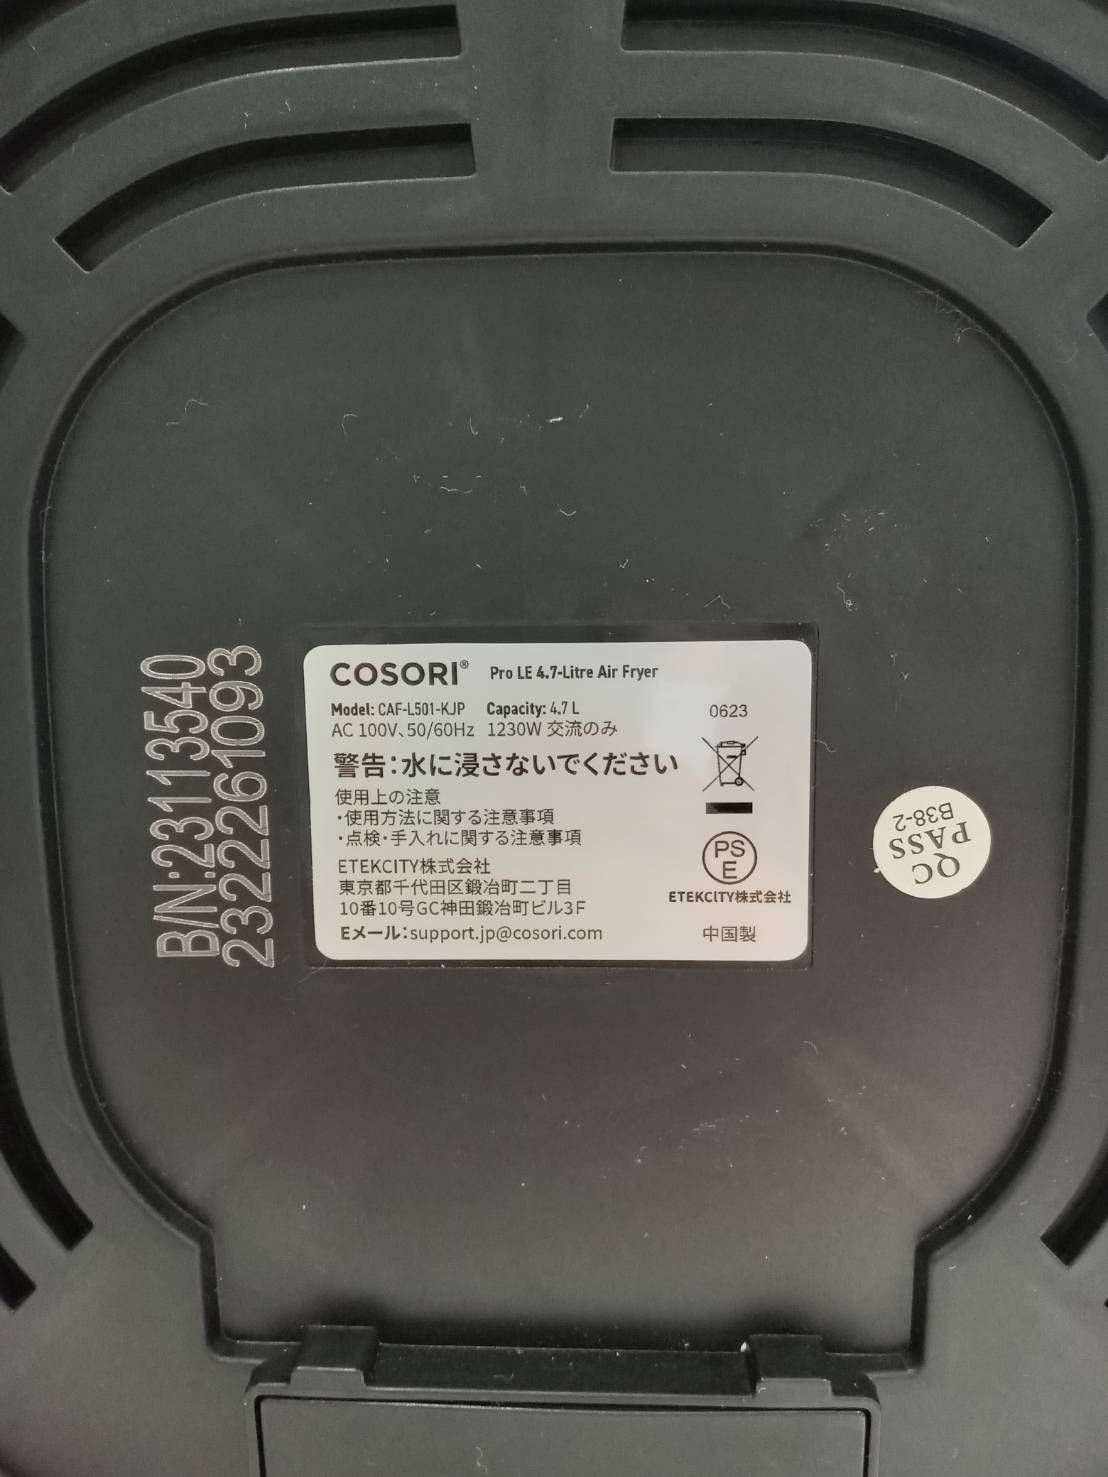 COSORI® Pro LE 4.7-Litre Air Fryer
Model: CAF-L501-KJP Capacity: 4.7 L
AC 100V、50/60Hz 1230W 交流のみ
0623
警告:水に浸さないでください
使用上の注意
・使用方法に関する注意事項
・点検・手入れに関する注意事項
ETEKCITY株式会社
東京都千代田区鍛冶町二丁目
10番10号GC神田鍛冶町ビル3F
Eメール:support.jp@cosori.com
PS
E
ETEKCITY株式会社
中国製
B/N:23113540
2322261093
QC
PASS
B38-2